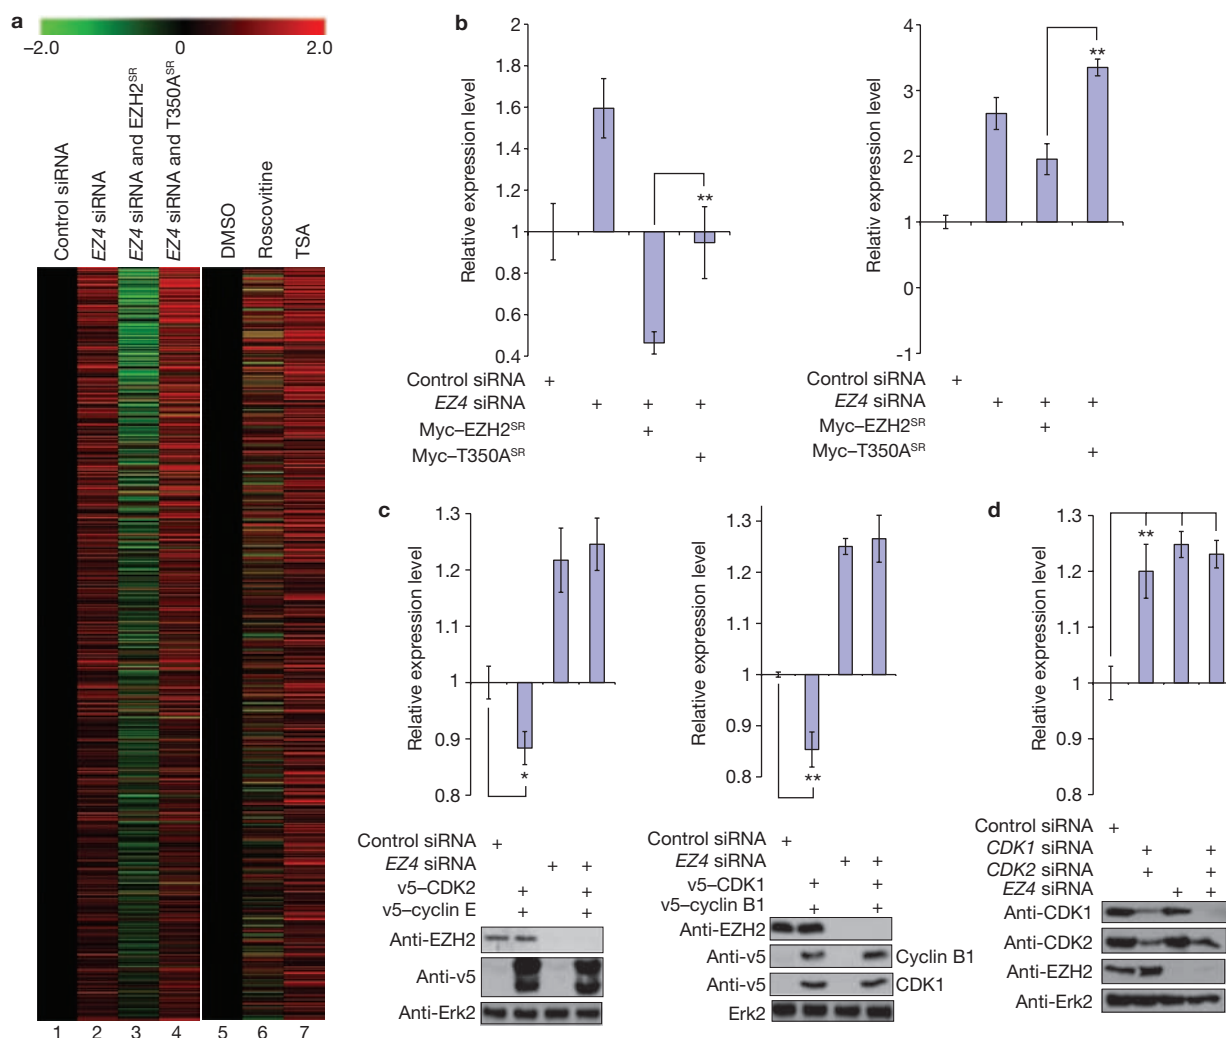 a
−2.0 0 2.0
Control siRNA
EZ4 siRNA
EZ4 siRNA and EZH2SR
EZ4 siRNA and T350ASR
DMSO
Roscovitine
TSA
1 2 3 4 5 6 7
b
Relative expression level
2
1.8
1.6
1.4
1.2
1
0.8
0.6
0.4
**
Control siRNA +
EZ4 siRNA + + +
Myc–EZH2SR +
Myc–T350ASR +
Relativ expression level
4
3
2
1
0
-1
**
Control siRNA +
EZ4 siRNA + + +
Myc–EZH2SR +
Myc–T350ASR +
c
Relative expression level
1.3
1.2
1.1
1
0.9
0.8
*
Control siRNA +
EZ4 siRNA + +
v5–CDK2 + +
v5–cyclin E + +
Anti-EZH2
Anti-v5
Anti-Erk2
Relative expression level
1.3
1.2
1.1
1
0.9
0.8
**
Control siRNA +
EZ4 siRNA + +
v5–CDK1 + +
v5–cyclin B1 + +
Anti-EZH2
Anti-v5 Cyclin B1
Anti-v5 CDK1
Erk2
d
Relative expression level
1.3
1.2
1.1
1
0.9
0.8
**
Control siRNA +
CDK1 siRNA + +
CDK2 siRNA + +
EZ4 siRNA + +
Anti-CDK1
Anti-CDK2
Anti-EZH2
Anti-Erk2